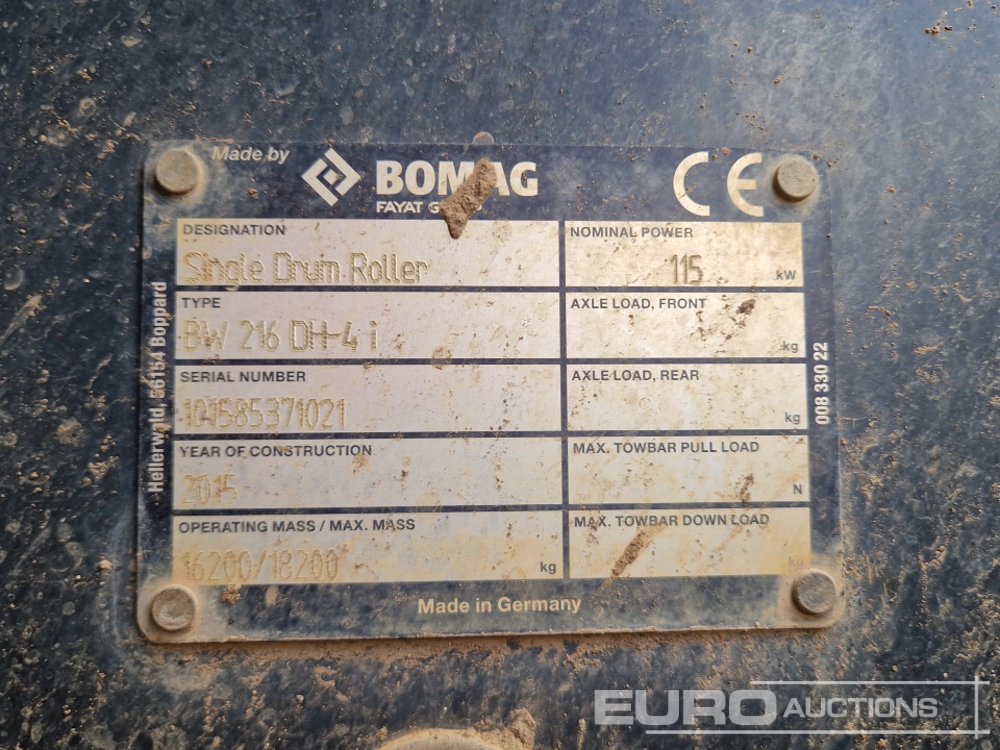 Made by
BOMAG
FAYAT GROUP
DESIGNATION
Single Drum Roller
NOMINAL POWER
115 kW
TYPE
BW 216 DH-4 i
AXLE LOAD, FRONT
kg
SERIAL NUMBER
101585371021
AXLE LOAD, REAR
kg
YEAR OF CONSTRUCTION
2015
MAX. TOWBAR PULL LOAD
N
OPERATING MASS / MAX. MASS
16200/18200 kg
MAX. TOWBAR DOWN LOAD
Made in Germany
Hellerwald, 56154 Boppard
008 330 22
CE
EURO AUCTIONS